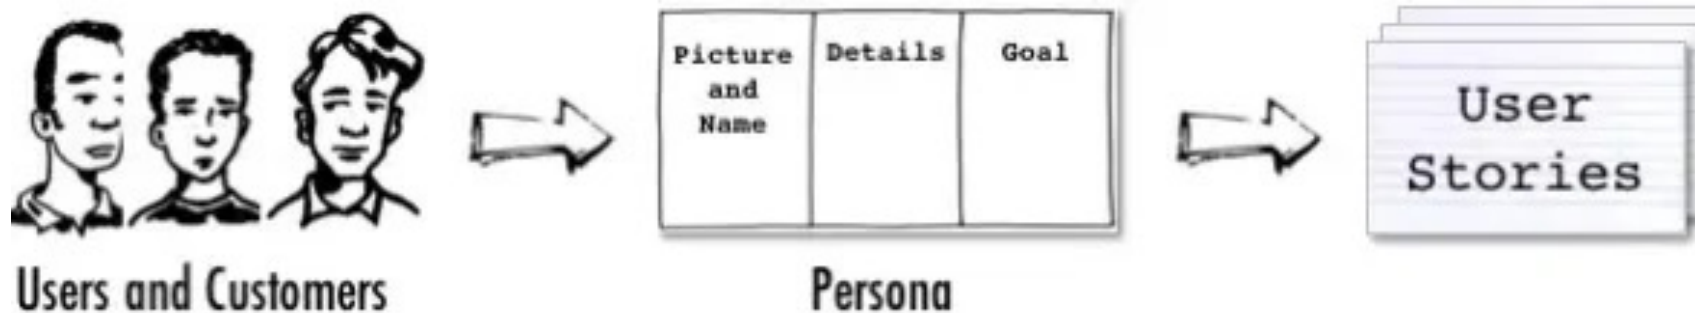 Picture
and
Name
Details
Goal
User
Stories
Users and Customers
Persona